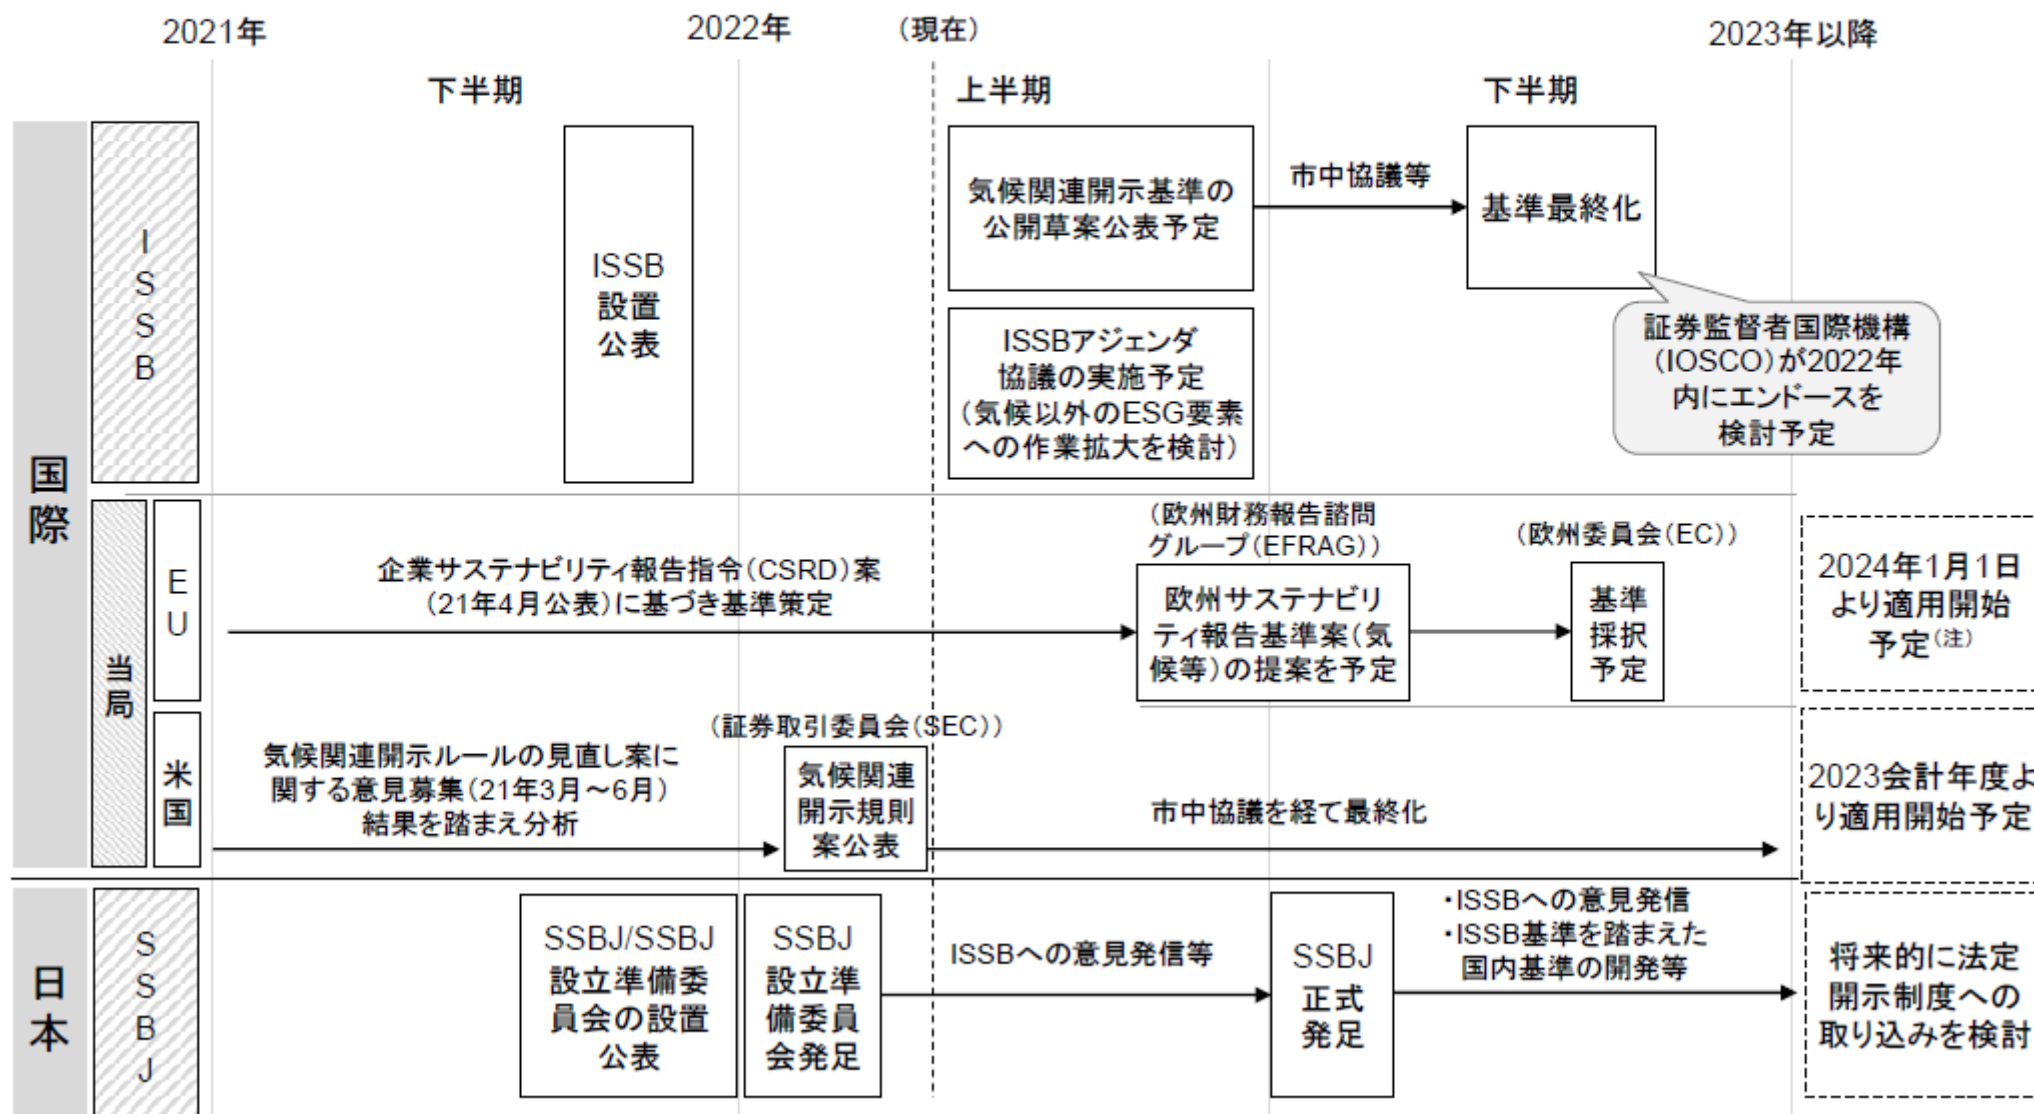 2021年
2022年
（現在）
2023年以降
下半期
上半期
下半期
国
際
I
S
S
B
ISSB
設置
公表
気候関連開示基準の
公開草案公表予定
市中協議等
基準最終化
ISSBアジェンダ
協議の実施予定
（気候以外のESG要素
への作業拡大を検討）
証券監督者国際機構
（IOSCO）が2022年
内にエンドースを
検討予定
当
局
E
U
企業サステナビリティ報告指令（CSRD）案
（21年4月公表）に基づき基準策定
（欧州財務報告諮問
グループ（EFRAG））
欧州サステナビリ
ティ報告基準案（気
候等）の提案を予定
（欧州委員会（EC））
基準
採択
予定
2024年1月1日
より適用開始
予定（注）
米
国
気候関連開示ルールの見直し案に
関する意見募集（21年3月～6月）
結果を踏まえ分析
（証券取引委員会（SEC））
気候関連
開示規則
案公表
市中協議を経て最終化
2023会計年度よ
り適用開始予定
日
本
S
S
B
J
SSBJ/SSBJ
設立準備委
員会の設置
公表
SSBJ
設立準
備委員
会発足
ISSBへの意見発信等
SSBJ
正式
発足
・ISSBへの意見発信
・ISSB基準を踏まえた
国内基準の開発等
将来的に法定
開示制度への
取り込みを検討